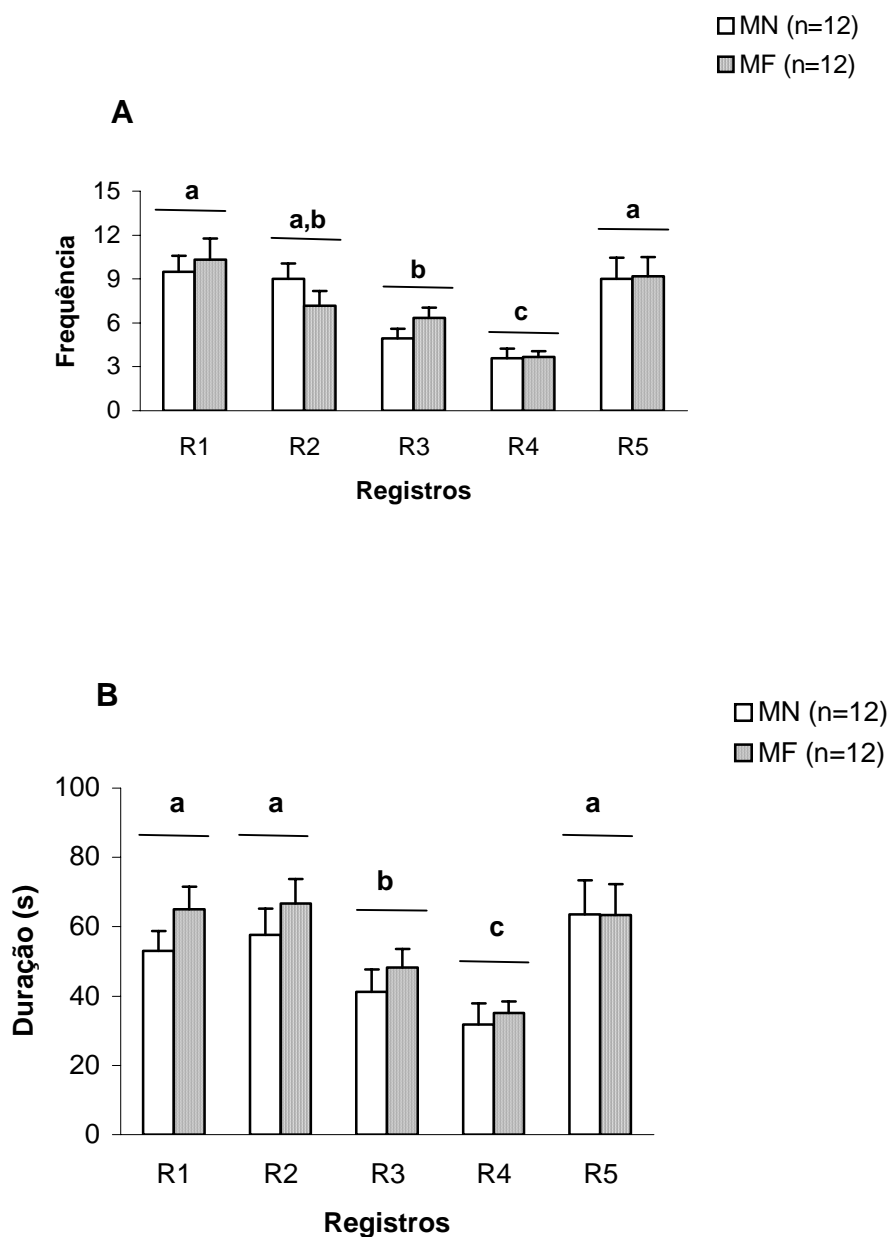 MN (n=12)
MF (n=12)
A
15
12
9
6
3
0
Frequência
a
a,b
b
c
a
R1 R2 R3 R4 R5
Registros
B
MN (n=12)
MF (n=12)
100
80
60
40
20
0
Duração (s)
a
a
b
c
a
R1 R2 R3 R4 R5
Registros